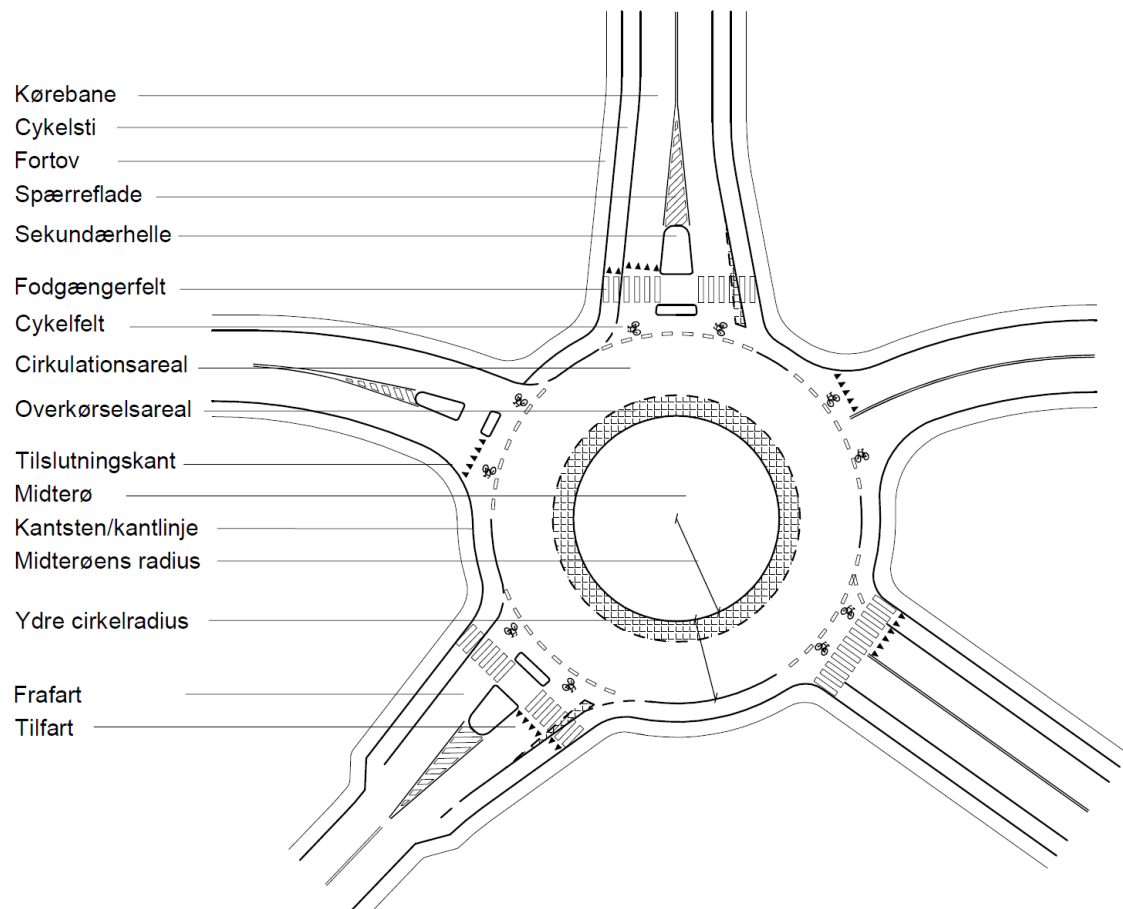 Kørebane
Cykelsti
Fortov
Spærreflade
Sekundærhelle
Fodgængerfelt
Cykelfelt
Cirkulationsareal
Overkørselsareal
Tilslutningskant
Midterø
Kantsten/kantlinje
Midterøens radius
Ydre cirkelradius
Frafart
Tilfart